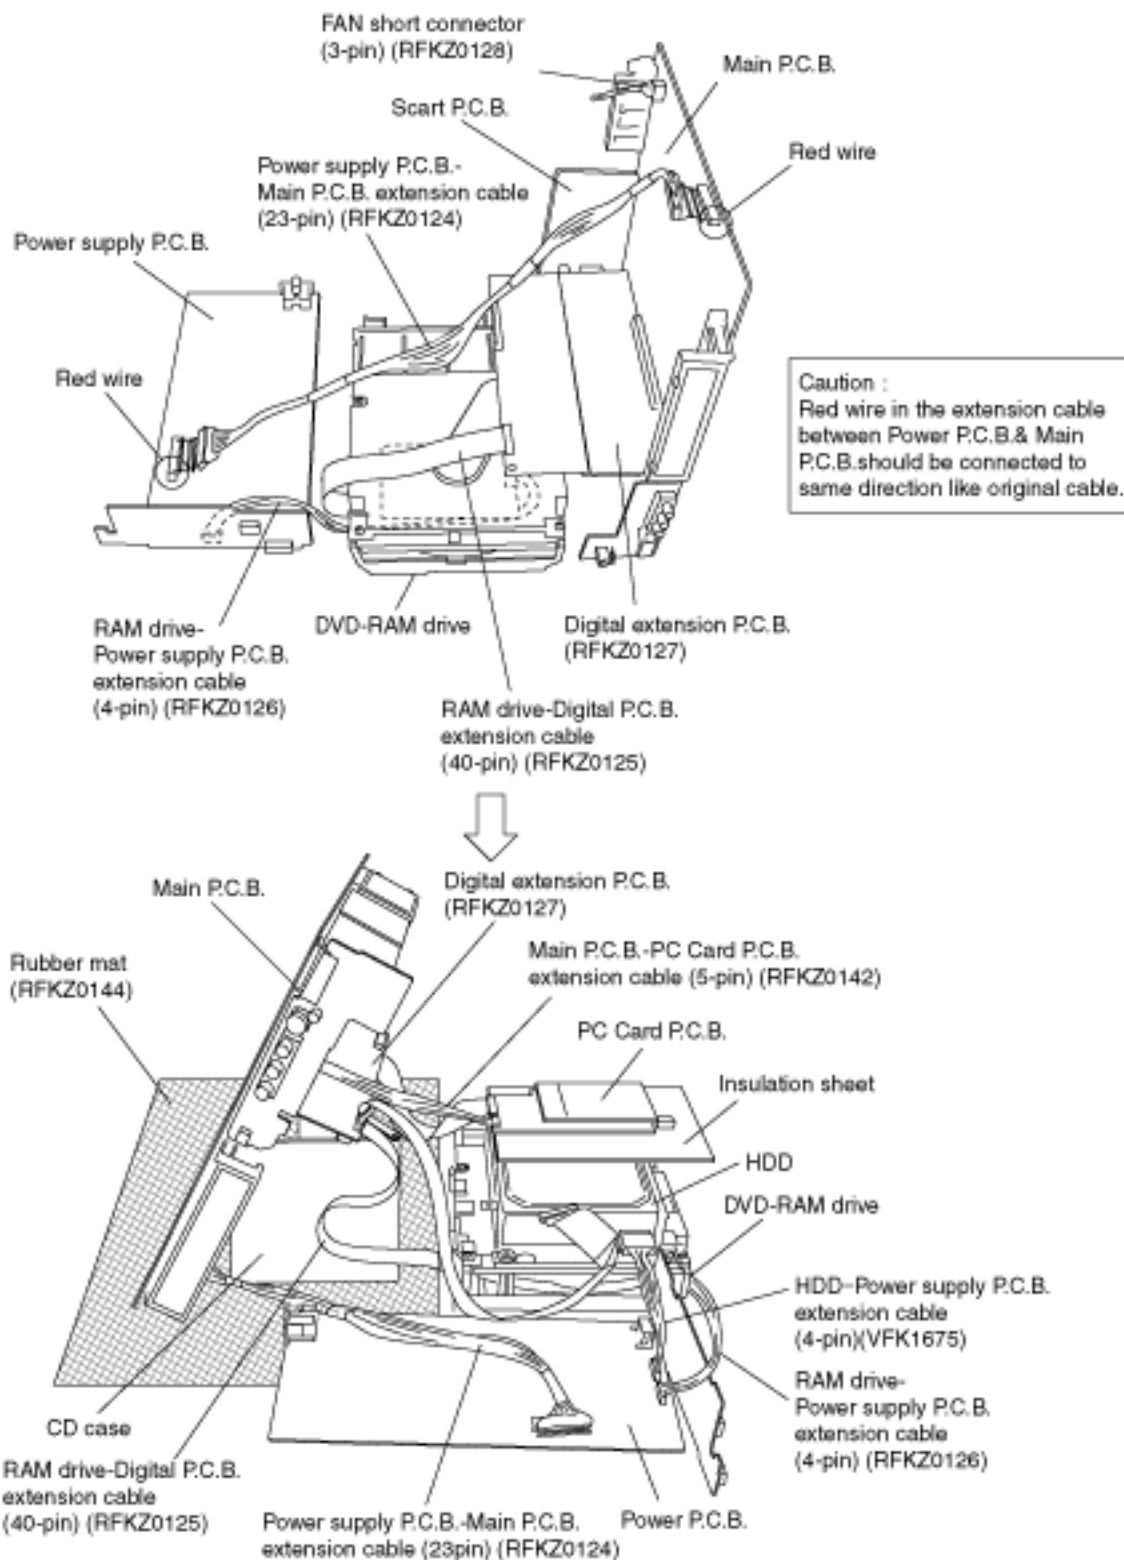 FAN short connector
(3-pin) (RFKZ0128)
Main P.C.B.
Scart P.C.B.
Red wire
Power supply P.C.B.-
Main P.C.B. extension cable
(23-pin) (RFKZ0124)
Power supply P.C.B.
Red wire
Caution :
Red wire in the extension cable
between Power P.C.B.& Main
P.C.B.should be connected to
same direction like original cable.
RAM drive-
Power supply P.C.B.
extension cable
(4-pin) (RFKZ0126)
DVD-RAM drive
Digital extension P.C.B.
(RFKZ0127)
RAM drive-Digital P.C.B.
extension cable
(40-pin) (RFKZ0125)
Main P.C.B.
Digital extension P.C.B.
(RFKZ0127)
Rubber mat
(RFKZ0144)
Main P.C.B.-PC Card P.C.B.
extension cable (5-pin) (RFKZ0142)
PC Card P.C.B.
Insulation sheet
HDD
DVD-RAM drive
HDD-Power supply P.C.B.
extension cable
(4-pin)(VFK1675)
RAM drive-
Power supply P.C.B.
extension cable
(4-pin) (RFKZ0126)
CD case
RAM drive-Digital P.C.B.
extension cable
(40-pin) (RFKZ0125)
Power supply P.C.B.-Main P.C.B.
extension cable (23pin) (RFKZ0124)
Power P.C.B.